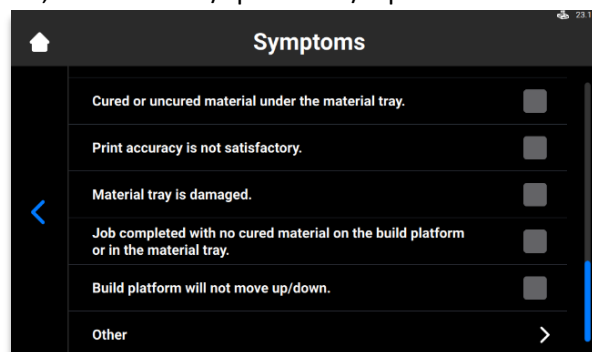 23.1
Symptoms
Cured or uncured material under the material tray.
Print accuracy is not satisfactory.
Material tray is damaged.
Job completed with no cured material on the build platform
or in the material tray.
Build platform will not move up/down.
Other